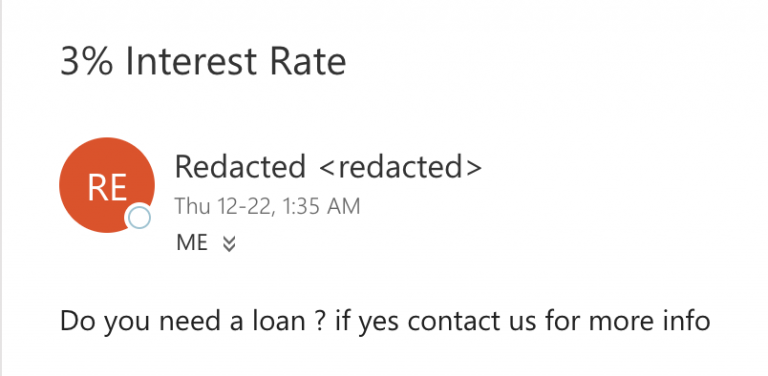 3% Interest Rate
RE
Redacted <redacted>
Thu 12-22, 1:35 AM
ME
Do you need a loan ? if yes contact us for more info